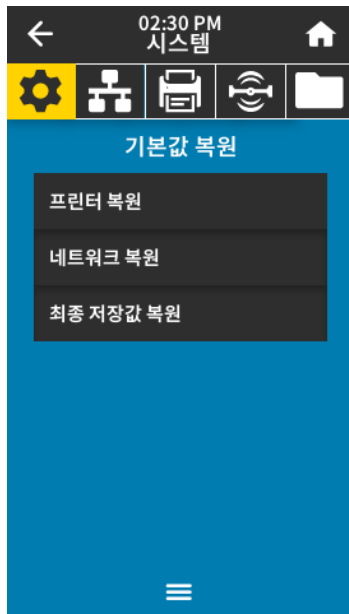 02:30 PM
시스템
기본값 복원
프린터 복원
네트워크 복원
최종 저장값 복원